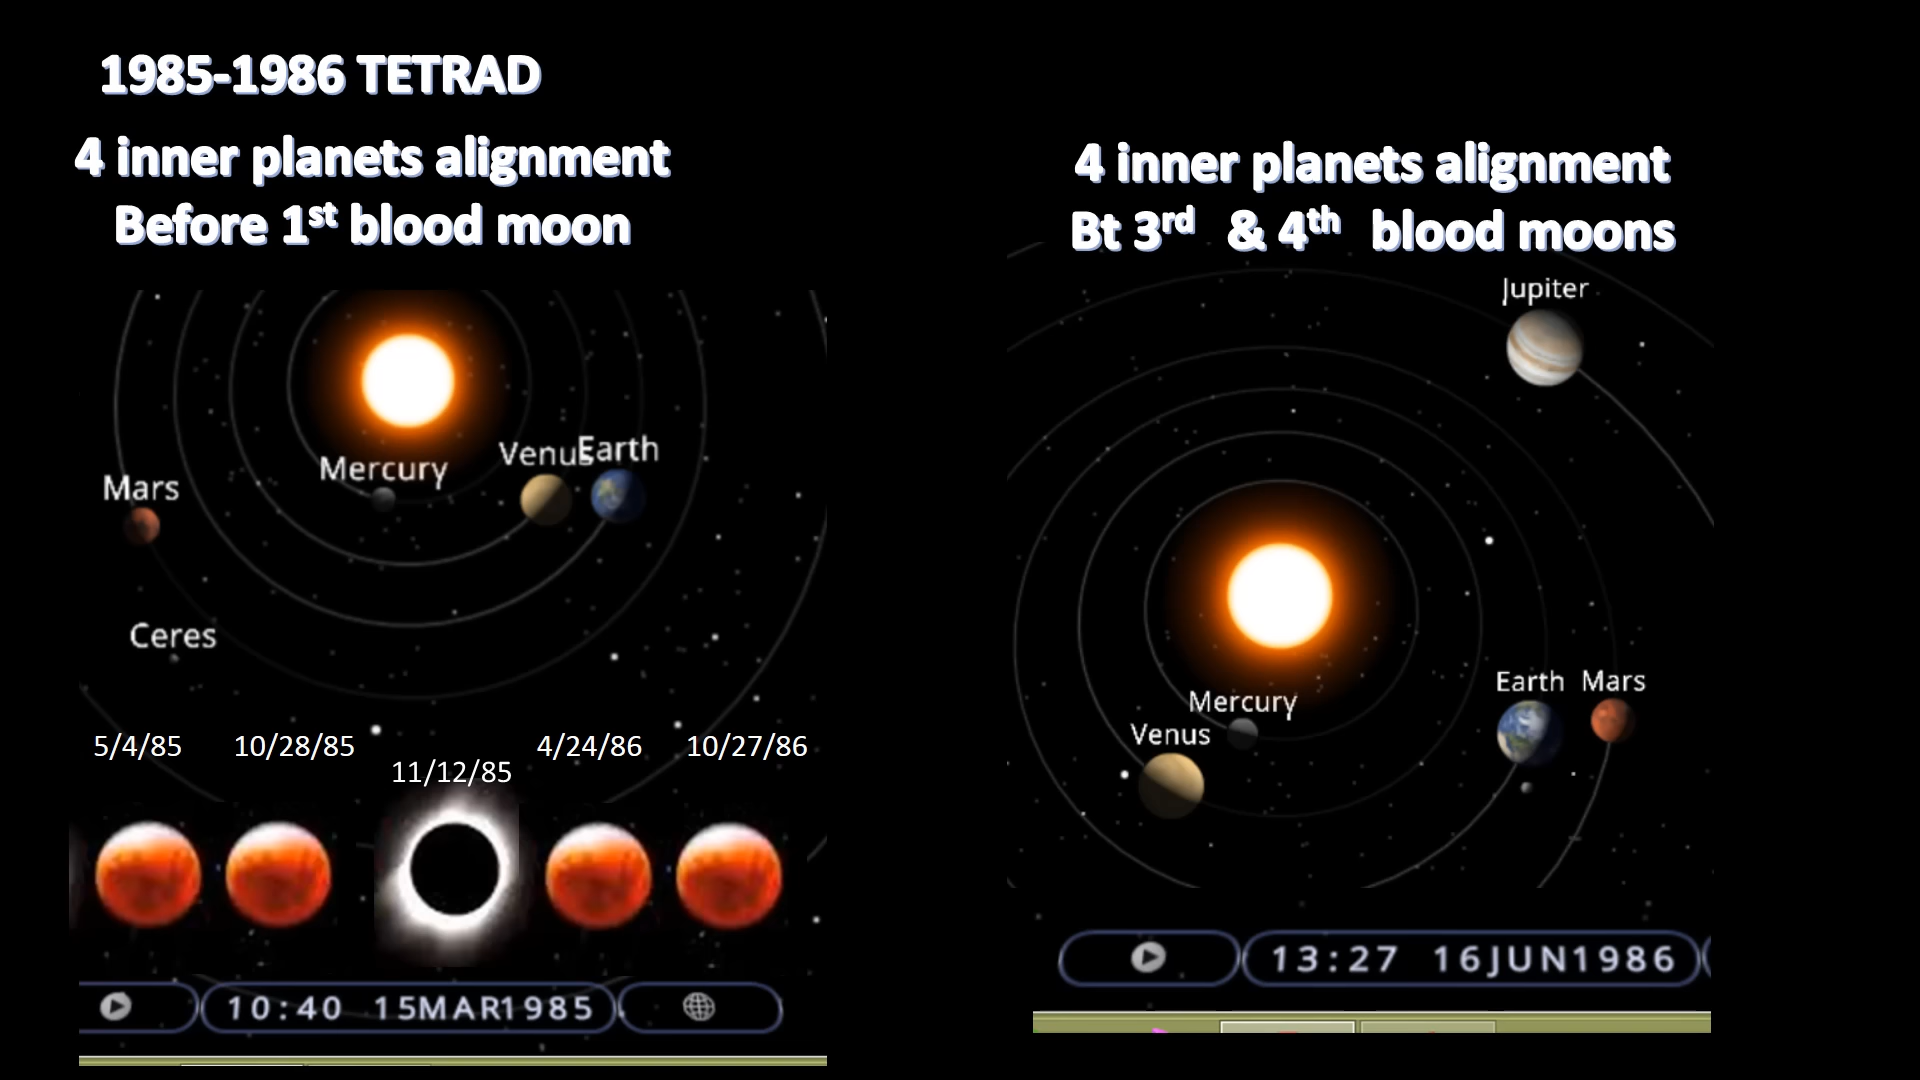 1985-1986 TETRAD
4 inner planets alignment
Before 1st blood moon
Mercury
Venus
Earth
Mars
Ceres
5/4/85
10/28/85
11/12/85
4/24/86
10/27/86
10:40 15MAR1985
4 inner planets alignment
Bt 3rd & 4th blood moons
Jupiter
Earth
Mars
Mercury
Venus
13:27 16JUN1986